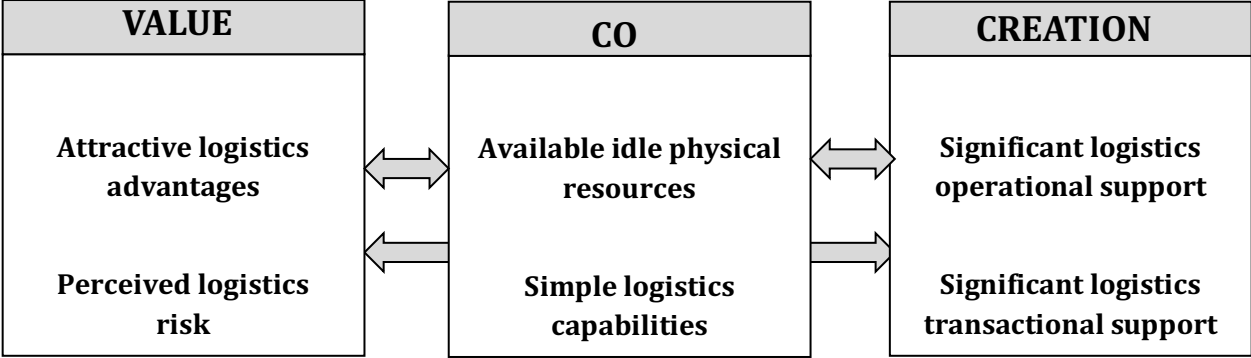 VALUE
Attractive logistics
advantages
Perceived logistics
risk
CO
Available idle physical
resources
Simple logistics
capabilities
CREATION
Significant logistics
operational support
Significant logistics
transactional support